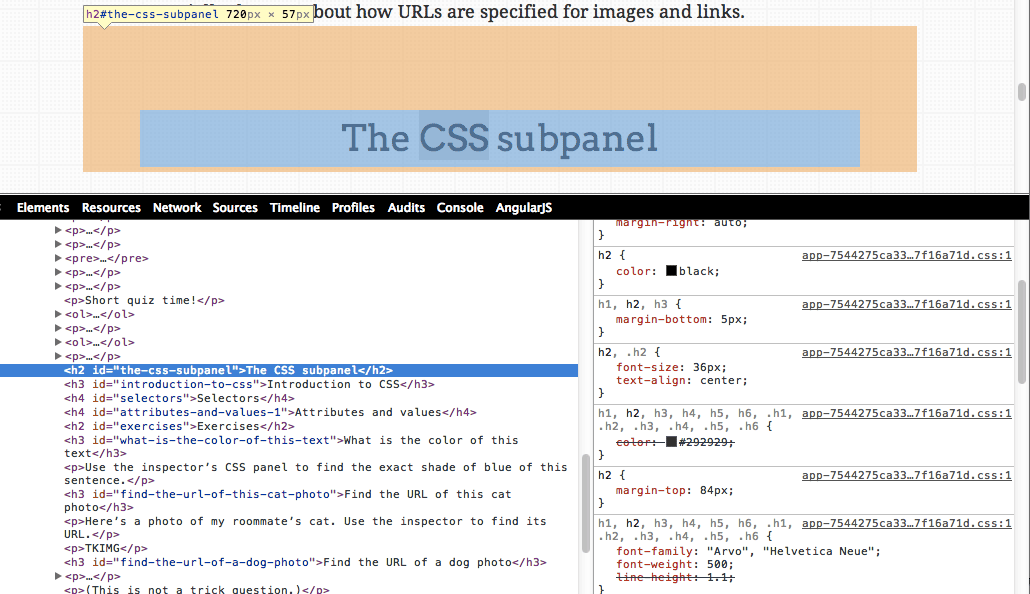 bout how URLs are specified for images and links.
h2#the-css-subpanel 720px × 57px
The CSS subpanel
Elements Resources Network Sources Timeline Profiles Audits Console AngularJS
▶<p>…</p>
▶<p>…</p>
▶<pre>…</pre>
▶<p>…</p>
▶<p>…</p>
<p>Short quiz time!</p>
▶<ol>…</ol>
▶<p>…</p>
▶<ol>…</ol>
▶<p>…</p>
<h2 id="the-css-subpanel">The CSS subpanel</h2>
<h3 id="introduction-to-css">Introduction to CSS</h3>
<h4 id="selectors">Selectors</h4>
<h4 id="attributes-and-values-1">Attributes and values</h4>
<h2 id="exercises">Exercises</h2>
<h3 id="what-is-the-color-of-this-text">What is the color of this
text</h3>
<p>Use the inspector’s CSS panel to find the exact shade of blue of this
sentence.</p>
<h3 id="find-the-url-of-this-cat-photo">Find the URL of this cat
photo</h3>
<p>Here’s a photo of my roommate’s cat. Use the inspector to find its
URL.</p>
<p>TKIMG</p>
<h3 id="find-the-url-of-a-dog-photo">Find the URL of a dog photo</h3>
▶<p>…</p>
<p>(This is not a trick question.)</p>
margin-right: auto;
}
h2 { app-7544275ca33…7f16a71d.css:1
color: black;
}
h1, h2, h3 { app-7544275ca33…7f16a71d.css:1
margin-bottom: 5px;
}
h2, .h2 { app-7544275ca33…7f16a71d.css:1
font-size: 36px;
text-align: center;
}
h1, h2, h3, h4, h5, h6, .h1, app-7544275ca33…7f16a71d.css:1
.h2, .h3, .h4, .h5, .h6 {
color: #292929;
}
h2 { app-7544275ca33…7f16a71d.css:1
margin-top: 84px;
}
h1, h2, h3, h4, h5, h6, .h1, app-7544275ca33…7f16a71d.css:1
.h2, .h3, .h4, .h5, .h6 {
font-family: "Arvo", "Helvetica Neue";
font-weight: 500;
line-height: 1.1;
}